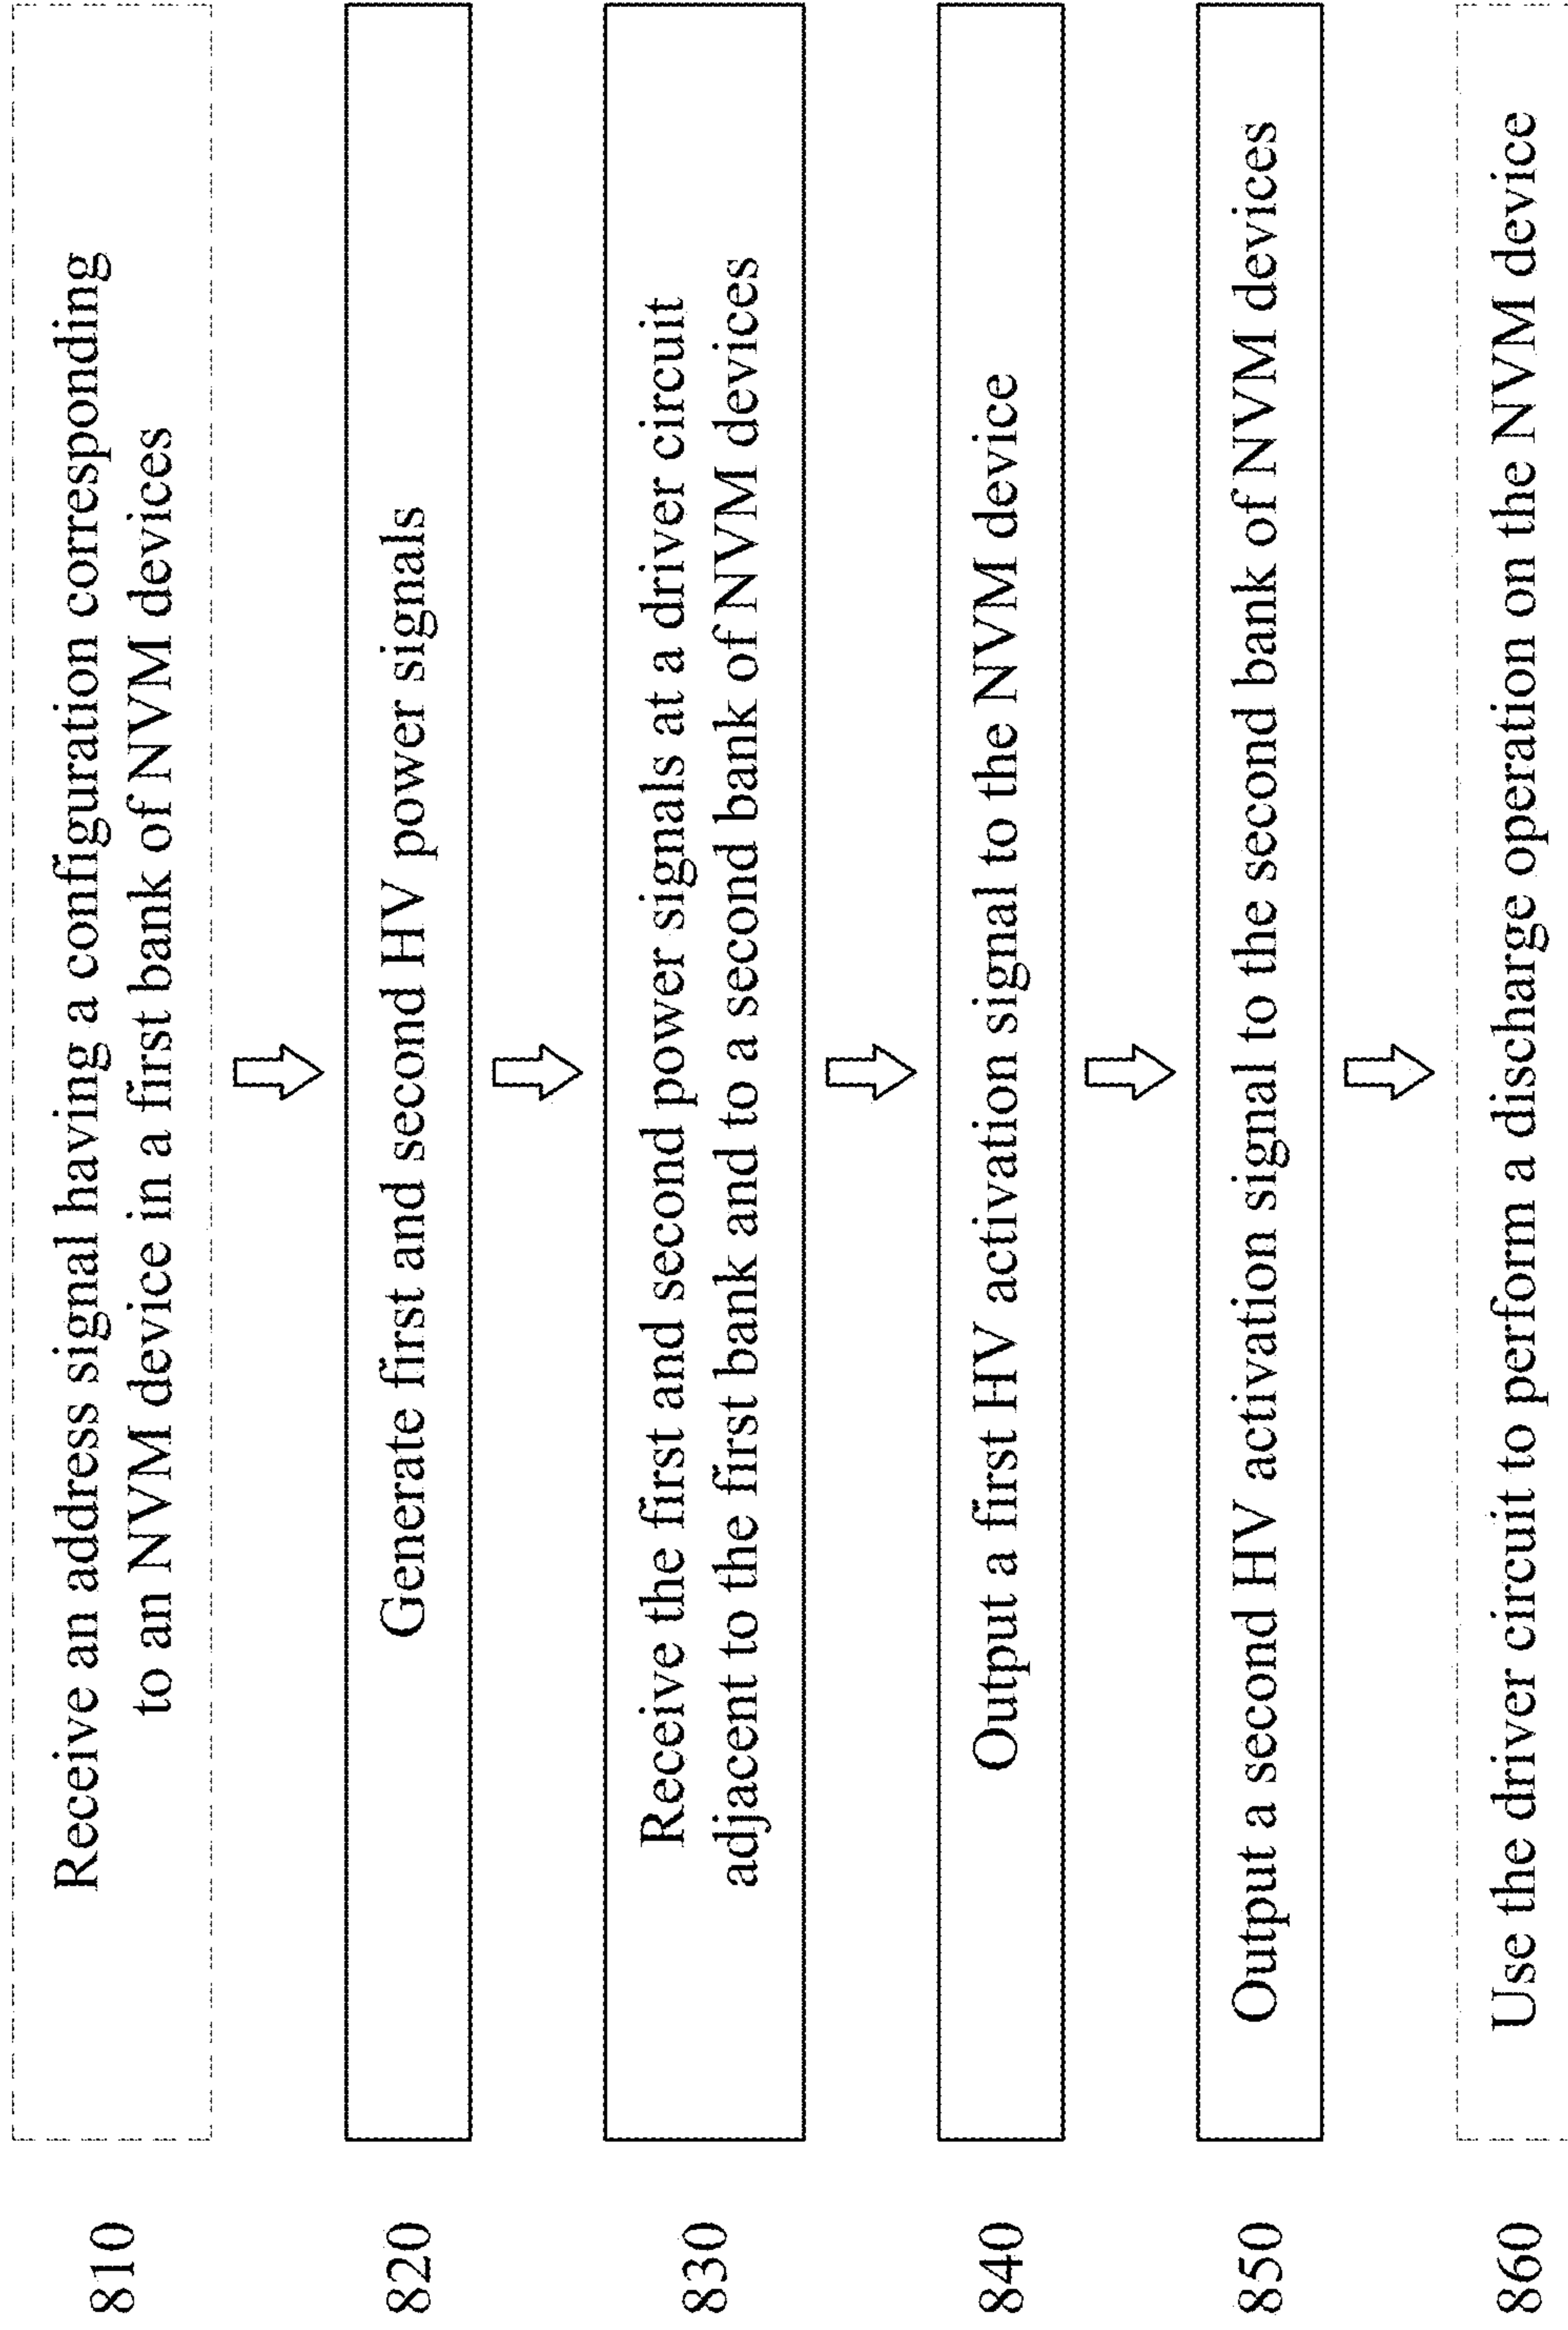 810
Receive an address signal having a configuration corresponding
to an NVM device in a first bank of NVM devices
820
Generate first and second HV power signals
830
Receive the first and second power signals at a driver circuit
adjacent to the first bank and to a second bank of NVM devices
840
Output a first HV activation signal to the NVM device
850
Output a second HV activation signal to the second bank of NVM devices
860
Use the driver circuit to perform a discharge operation on the NVM device